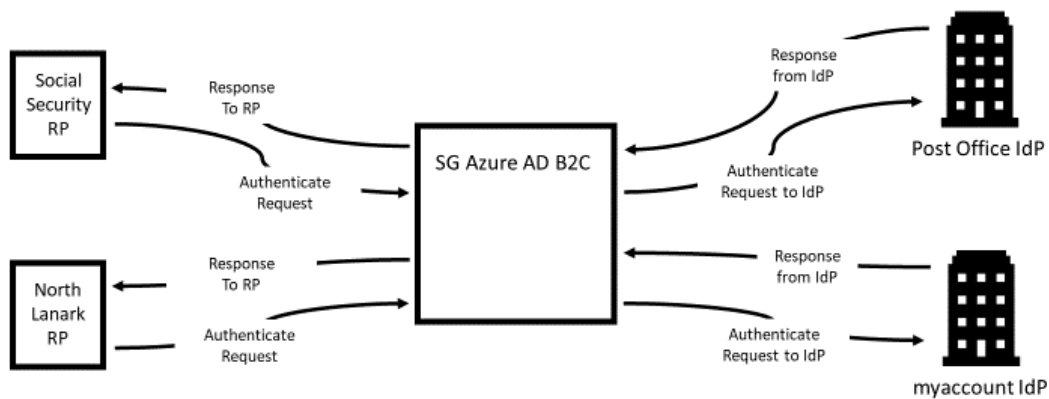 Social
Security
RP
Response
To RP
Authenticate
Request
North
Lanark
RP
Response
To RP
Authenticate
Request
SG Azure AD B2C
Response
from IdP
Authenticate
Request to IdP
Post Office IdP
Response
from IdP
Authenticate
Request to IdP
myaccount IdP